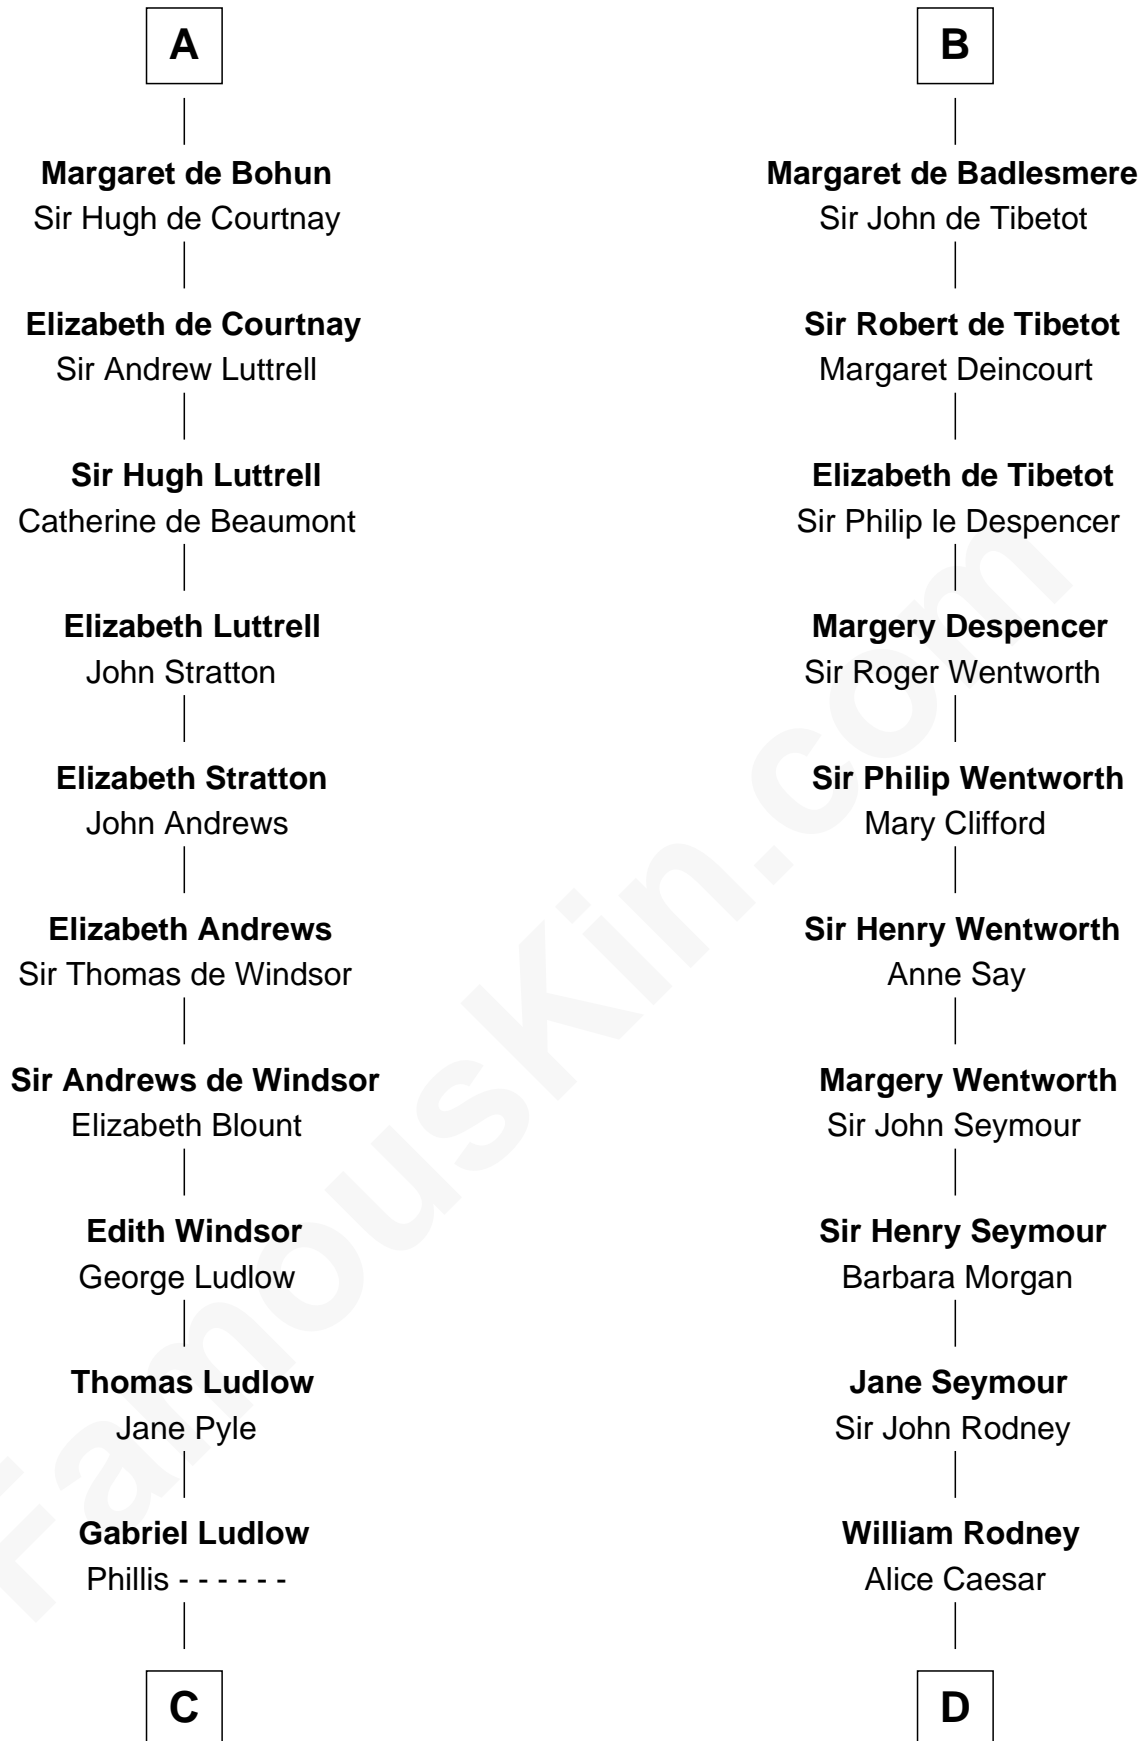 A
Margaret de Bohun
Sir Hugh de Courtnay
Elizabeth de Courtnay
Sir Andrew Luttrell
Sir Hugh Luttrell
Catherine de Beaumont
Elizabeth Luttrell
John Stratton
Elizabeth Stratton
John Andrews
Elizabeth Andrews
Sir Thomas de Windsor
Sir Andrews de Windsor
Elizabeth Blount
Edith Windsor
George Ludlow
Thomas Ludlow
Jane Pyle
Gabriel Ludlow
Phillis - - - - - -
C
B
Margaret de Badlesmere
Sir John de Tibetot
Sir Robert de Tibetot
Margaret Deincourt
Elizabeth de Tibetot
Sir Philip le Despencer
Margery Despencer
Sir Roger Wentworth
Sir Philip Wentworth
Mary Clifford
Sir Henry Wentworth
Anne Say
Margery Wentworth
Sir John Seymour
Sir Henry Seymour
Barbara Morgan
Jane Seymour
Sir John Rodney
William Rodney
Alice Caesar
D
FamousKin.com